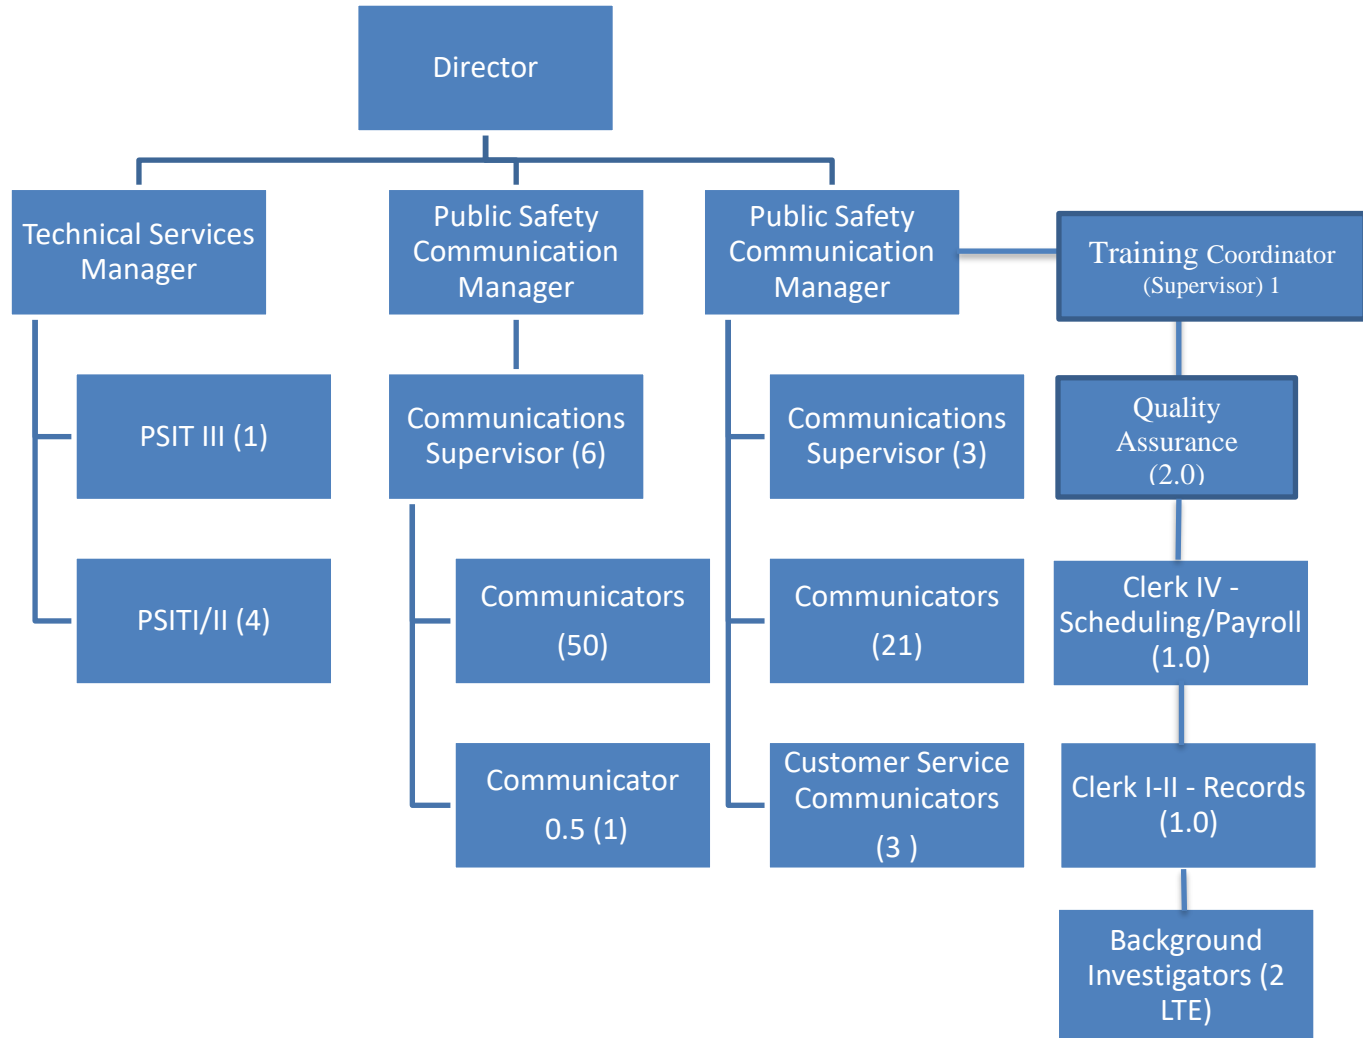 Director
Technical Services
Manager
Public Safety
Communication
Manager
Public Safety
Communication
Manager
Training Coordinator
(Supervisor) 1
PSIT III (1)
Communications
Supervisor (6)
Communications
Supervisor (3)
Quality
Assurance
(2.0)
PSITI/II (4)
Communicators
(50)
Communicators
(21)
Clerk IV -
Scheduling/Payroll
(1.0)
Communicator
0.5 (1)
Customer Service
Communicators
(3 )
Clerk I-II - Records
(1.0)
Background
Investigators (2
LTE)